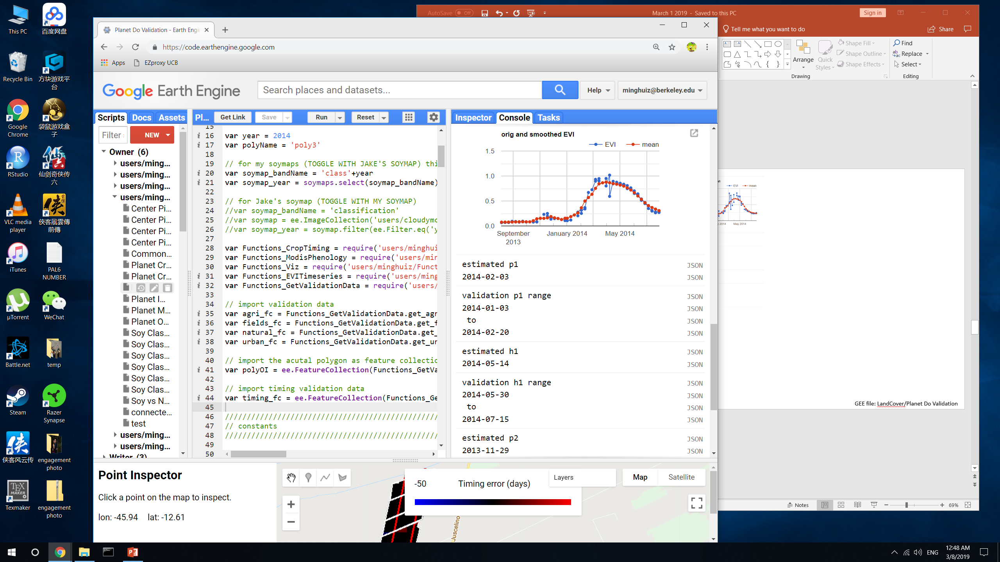 This PC
百度网盘
Recycle Bin
方块游戏平台
Google Chrome
袋鼠游戏盒子
RStudio
仙剑奇侠传六
VLC media player
俠客風雲傳前傳
iTunes
PAL6 NUMBER
µTorrent
WeChat
Battle.net
temp
Steam
Razer Synapse
侠客风云传
engagement photo
Texmaker
engagement photo
AutoSave Off
March 1 2019 - Saved to this PC
Sign in
Tell me what you want to do
Share
Shape Fill
Shape Outline
Shape Effects
Arrange
Quick Styles
Find
Replace
Select
Drawing
Editing
Planet Do Validation - Earth Engi
https://code.earthengine.google.com
Apps
EZproxy UCB
Google Earth Engine
Search places and datasets...
Help
minghuiz@berkeley.edu
Scripts Docs Assets
Pl... Get Link Save Run Reset
Inspector Console Tasks
Filter
NEW
Owner (6)
users/ming...
users/ming...
users/ming...
users/ming...
Center Pi...
Center Pi...
Center Pi...
Center Pi...
Common...
Planet Cr...
Planet Cr...
Planet I...
Planet M...
Planet O...
Soy Clas...
Soy Clas...
Soy Clas...
Soy Clas...
Soy Clas...
Soy Clas...
Soy vs N...
connecte...
test
users/ming...
users/ming...
Writer (3)
15
16 var year = 2014
17 var polyName = 'poly3'
18
19 // for my soymaps (TOGGLE WITH JAKE'S SOYMAP) thi
20 var soymap_bandName = 'class'+year
21 var soymap_year = soymaps.select(soymap_bandName)
22
23 // for Jake's soymap (TOGGLE WITH MY SOYMAP)
24 //var soymap_bandName = 'classification'
25 //var soymap = ee.ImageCollection('users/cloudymo
26 //var soymap_year = soymap.filter(ee.Filter.eq('y
27
28 var Functions_CropTiming = require('users/minghui
29 var Functions_ModisPhenology = require('users/min
30 var Functions_Viz = require('users/minghuiz/Funct
31 var Functions_EVITimeseries = require('users/ming
32 var Functions_GetValidationData = require('users/
33
34 // import validation data
35 var agri_fc = Functions_GetValidationData.get_agr
36 var fields_fc = Functions_GetValidationData.get_f
37 var natural_fc = Functions_GetValidationData.get_
38 var urban_fc = Functions_GetValidationData.get_ur
39
40 // import the acutal polygon as feature collectio
41 var polyOI = ee.FeatureCollection(Functions_GetVa
42
43 // import timing validation data
44 var timing_fc = ee.FeatureCollection(Functions_Ge
45
46 /////////////////////////////////////////////////
47 // constants
48 /////////////////////////////////////////////////
49
50
orig and smoothed EVI
EVI mean
1.5
1.0
0.5
0.0
September 2013
January 2014
May 2014
estimated p1 JSON
2014-02-03 JSON
validation p1 range JSON
2014-01-03 JSON
to JSON
2014-02-20 JSON
estimated h1 JSON
2014-05-14 JSON
validation h1 range JSON
2014-05-30 JSON
to JSON
2014-07-15 JSON
estimated p2 JSON
2013-11-29 JSON
EVI mean
2014 May 2014
GEE file: LandCover/Planet Do Validation
Point Inspector
Click a point on the map to inspect.
lon: -45.94 lat: -12.61
-50 Timing error (days)
Layers
Map Satellite
Juscelino
Notes
69%
ENG
12:48 AM
3/8/2019